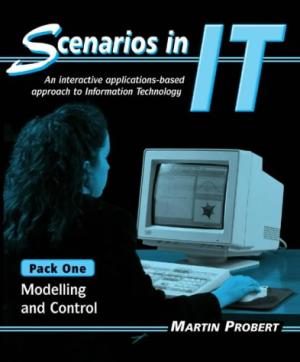 Scenarios in IT
An interactive applications-based
approach to Information Technology
Pack One
Modelling
and Control
MARTIN PROBERT